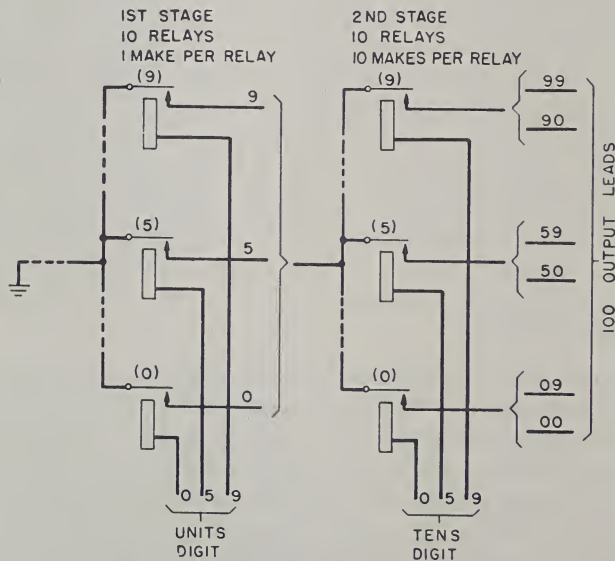 1ST STAGE
10 RELAYS
1 MAKE PER RELAY
2ND STAGE
10 RELAYS
10 MAKES PER RELAY
(9)
9
(5)
5
(0)
0
0 5 9
UNITS
DIGIT
(9)
99
90
(5)
59
50
(0)
09
00
0 5 9
TENS
DIGIT
100 OUTPUT LEADS